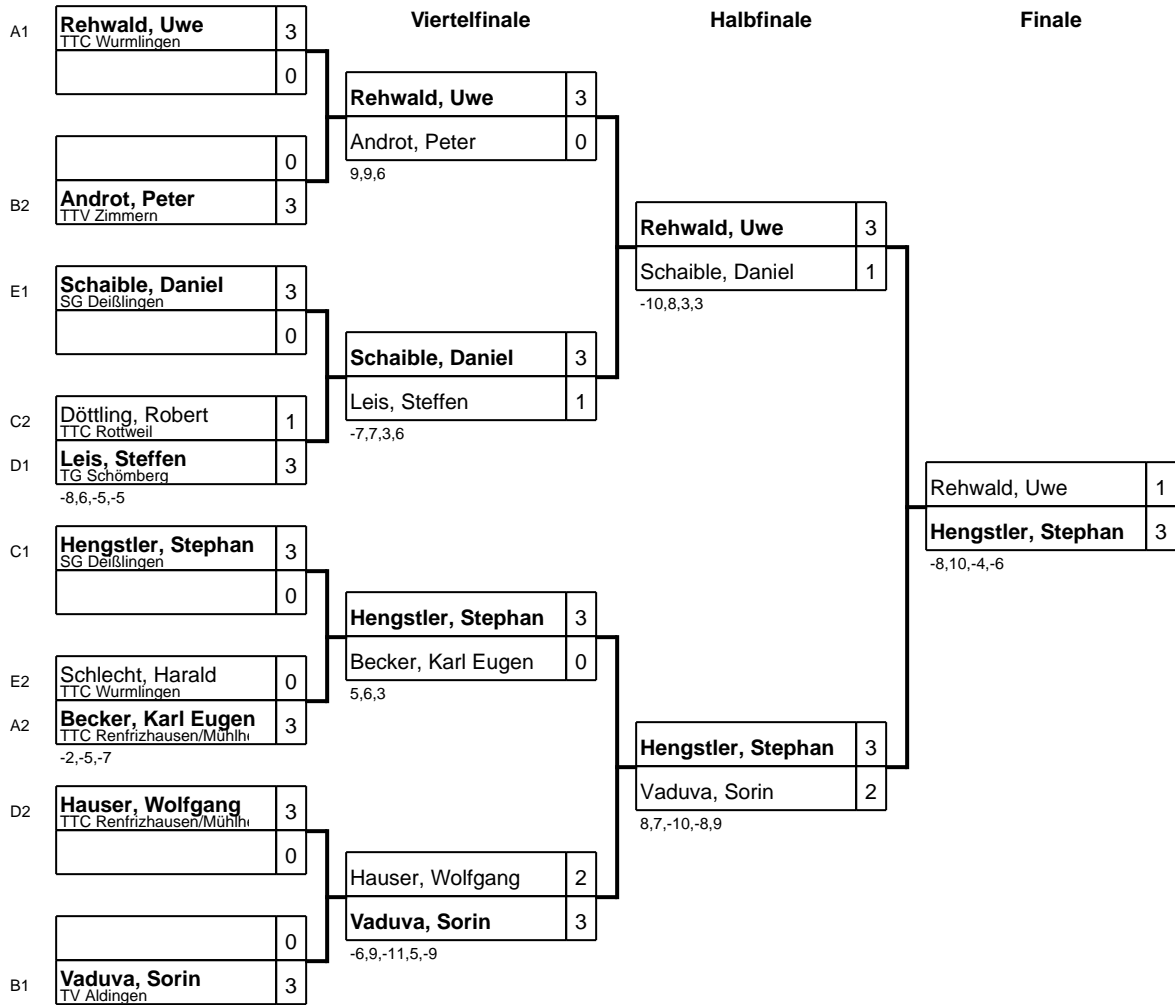 Viertelfinale
Halbfinale
Finale
A1
Rehwald, Uwe
3
TTC Wurmlingen
0
0
B2
Androt, Peter
3
TTV Zimmern
E1
Schaible, Daniel
3
SG Deißlingen
0
C2
Döttling, Robert
1
TTC Rottweil
D1
Leis, Steffen
3
TG Schömberg
-8,6,-5,-5
C1
Hengstler, Stephan
3
SG Deißlingen
0
E2
Schlecht, Harald
0
TTC Wurmlingen
A2
Becker, Karl Eugen
3
TTC Renfrizhausen/Mühlh
-2,-5,-7
D2
Hauser, Wolfgang
3
TTC Renfrizhausen/Mühlh
0
0
B1
Vaduva, Sorin
3
TV Aldingen
Rehwald, Uwe
3
Androt, Peter
0
9,9,6
Schaible, Daniel
3
Leis, Steffen
1
-7,7,3,6
Hengstler, Stephan
3
Becker, Karl Eugen
0
5,6,3
Hauser, Wolfgang
2
Vaduva, Sorin
3
-6,9,-11,5,-9
Rehwald, Uwe
3
Schaible, Daniel
1
-10,8,3,3
Hengstler, Stephan
3
Vaduva, Sorin
2
8,7,-10,-8,9
Rehwald, Uwe
1
Hengstler, Stephan
3
-8,10,-4,-6